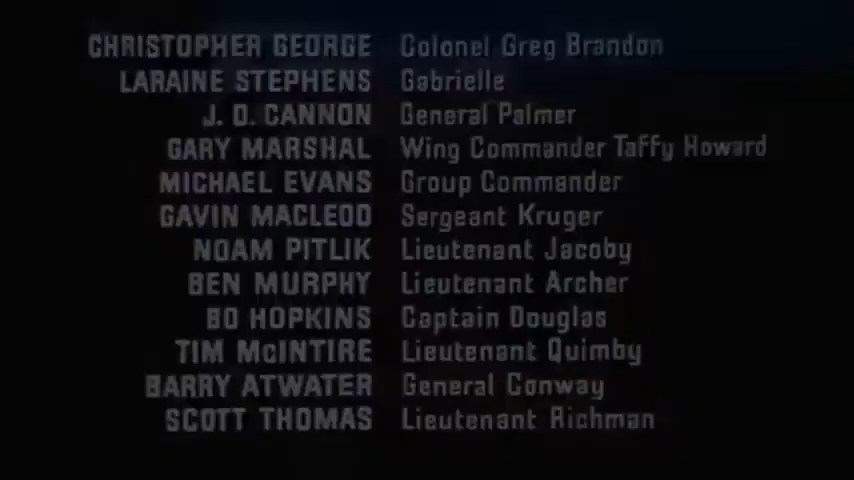 CHRISTOPHER GEORGE Colonel Greg Brandon
LARAINE STEPHENS Gabrielle
J. D. CANNON General Palmer
GARY MARSHAL Wing Commander Taffy Howard
MICHAEL EVANS Group Commander
GAVIN MACLEOD Sergeant Kruger
NOAM PITLIK Lieutenant Jacoby
BEN MURPHY Lieutenant Archer
BO HOPKINS Captain Douglas
TIM McINTIRE Lieutenant Quimby
BARRY ATWATER General Conway
SCOTT THOMAS Lieutenant Richman